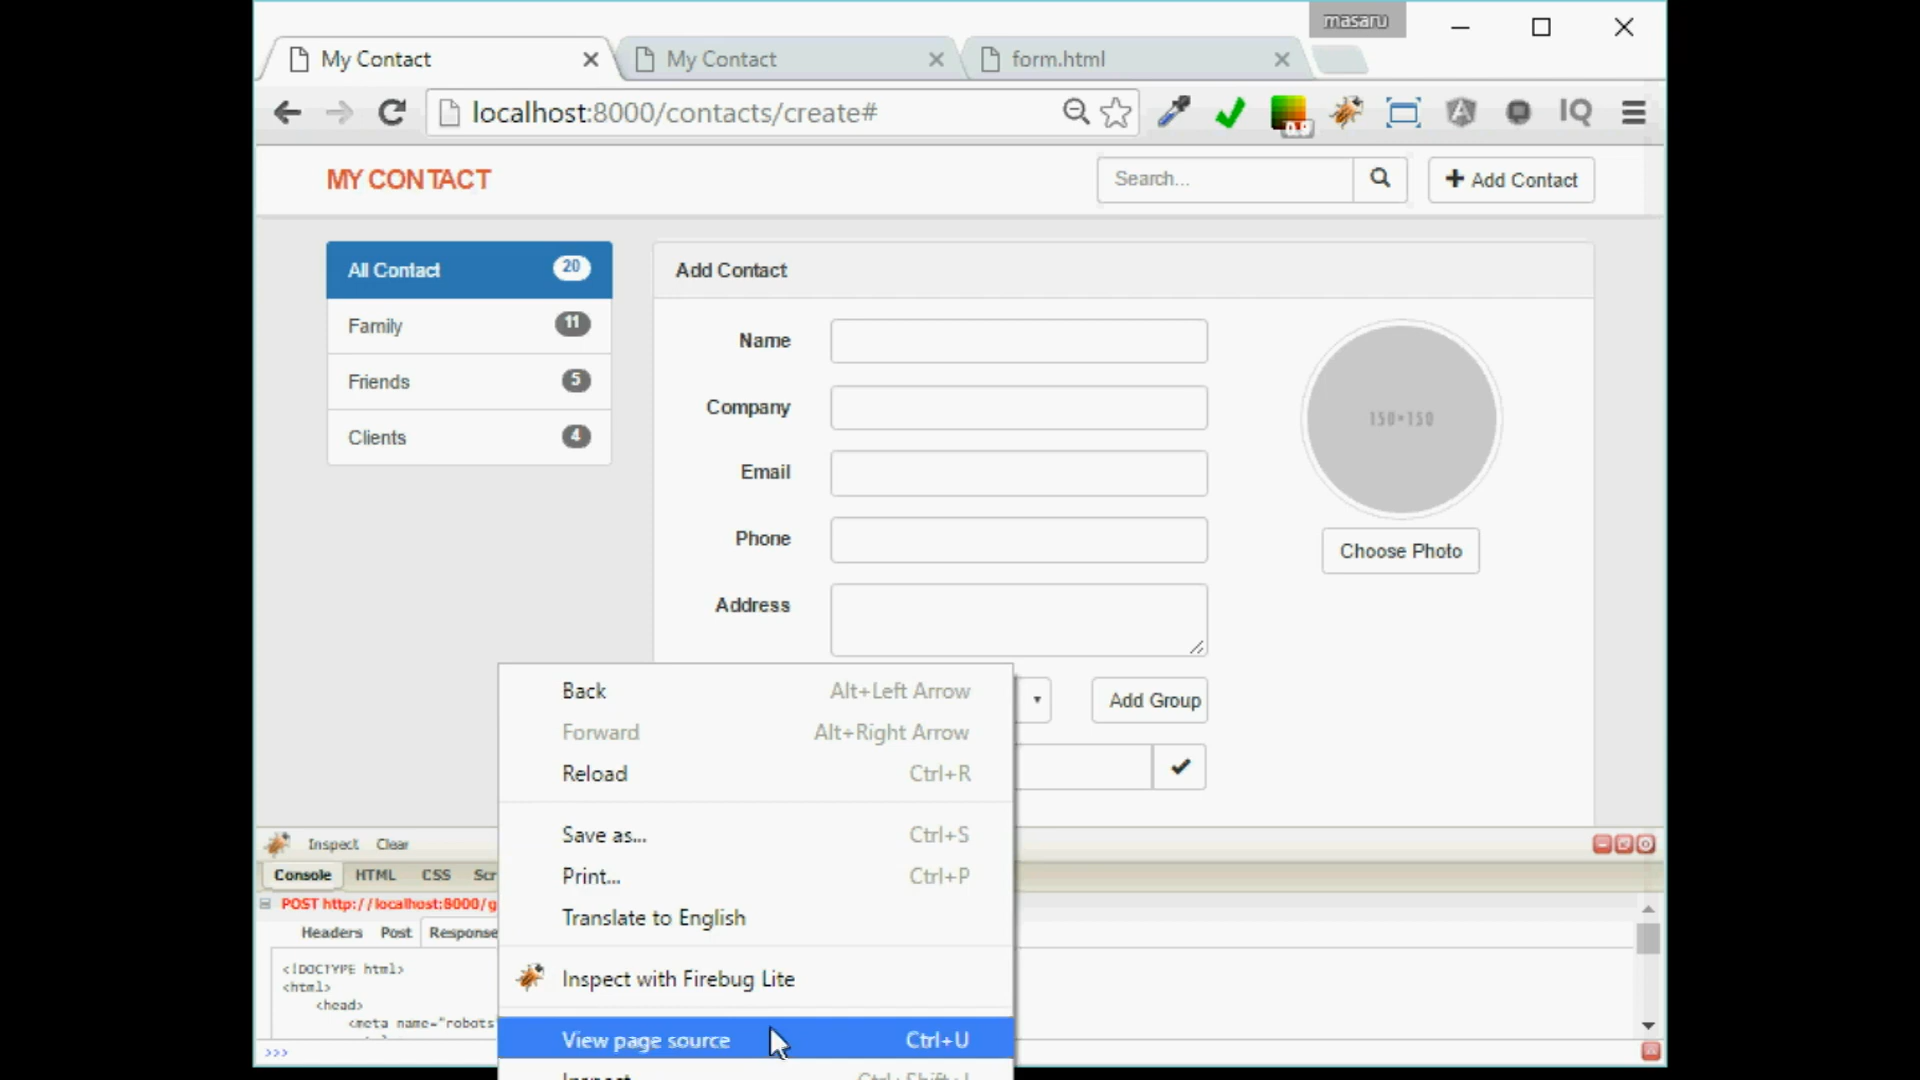 masaru
My Contact
My Contact
form.html
localhost:8000/contacts/create#
IQ
MY CONTACT
Search...
Add Contact
All Contact 20
Family 11
Friends 5
Clients 4
Add Contact
Name
Company
Email
Phone
Address
150×150
Choose Photo
Add Group
Back Alt+Left Arrow
Forward Alt+Right Arrow
Reload Ctrl+R
Save as... Ctrl+S
Print... Ctrl+P
Translate to English
Inspect with Firebug Lite
View page source Ctrl+U
Inspect Ctrl+Shift+I
Inspect Clear
Console HTML CSS Scr
POST http://localhost:8000/g
Headers Post Response
<!DOCTYPE html>
<html>
<head>
<meta name="robots"
>>>